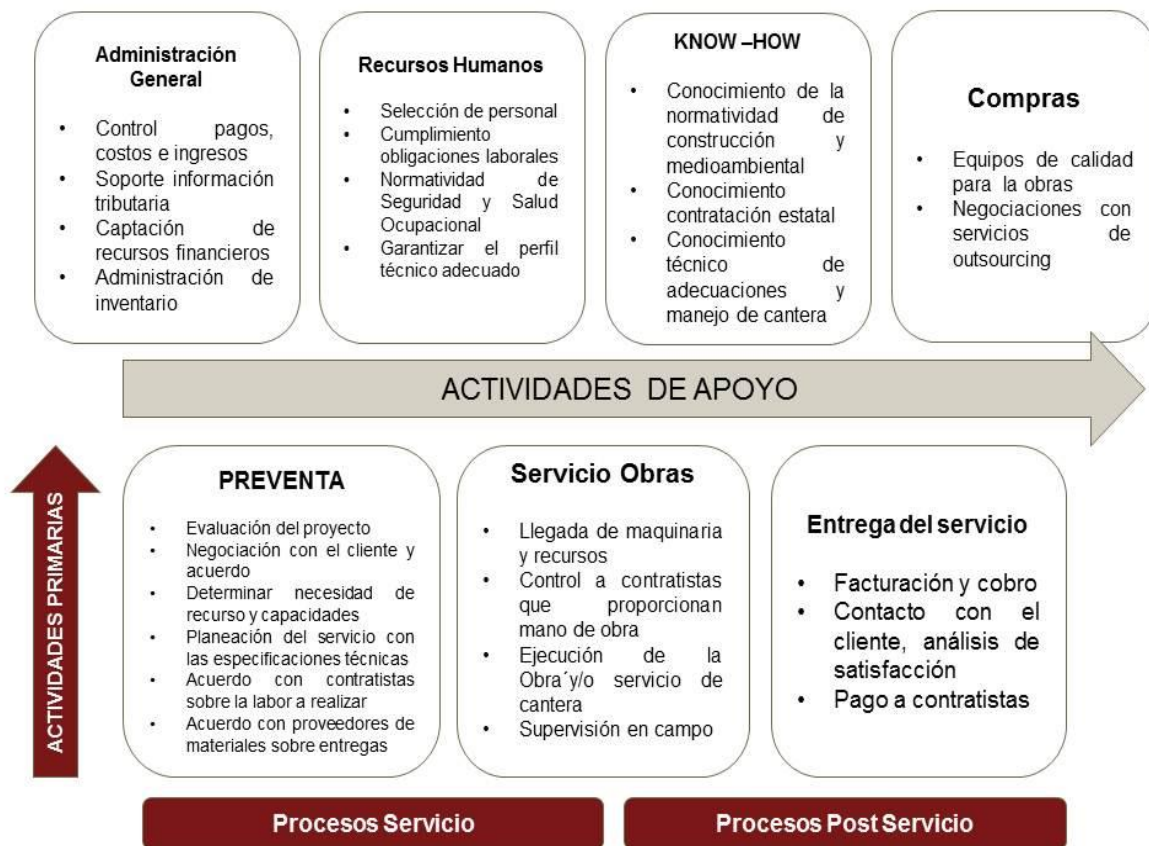 Administración
General
• Control pagos,
costos e ingresos
• Soporte información
tributaria
• Captación de
recursos financieros
• Administración de
inventario
Recursos Humanos
• Selección de personal
• Cumplimiento
obligaciones laborales
• Normatividad de
Seguridad y Salud
Ocupacional
• Garantizar el perfil
técnico adecuado
KNOW –HOW
• Conocimiento de la
normatividad de
construcción y
medioambiental
• Conocimiento
contratación estatal
• Conocimiento
técnico de
adecuaciones y
manejo de cantera
Compras
• Equipos de calidad
para la obras
• Negociaciones con
servicios de
outsourcing
ACTIVIDADES DE APOYO
ACTIVIDADES PRIMARIAS
PREVENTA
• Evaluación del proyecto
• Negociación con el cliente y
acuerdo
• Determinar necesidad de
recurso y capacidades
• Planeación del servicio con
las especificaciones técnicas
• Acuerdo con contratistas
sobre la labor a realizar
• Acuerdo con proveedores de
materiales sobre entregas
Servicio Obras
• Llegada de maquinaria
y recursos
• Control a contratistas
que proporcionan
mano de obra
• Ejecución de la
Obra´y/o servicio de
cantera
• Supervisión en campo
Entrega del servicio
• Facturación y cobro
• Contacto con el
cliente, análisis de
satisfacción
• Pago a contratistas
Procesos Servicio
Procesos Post Servicio